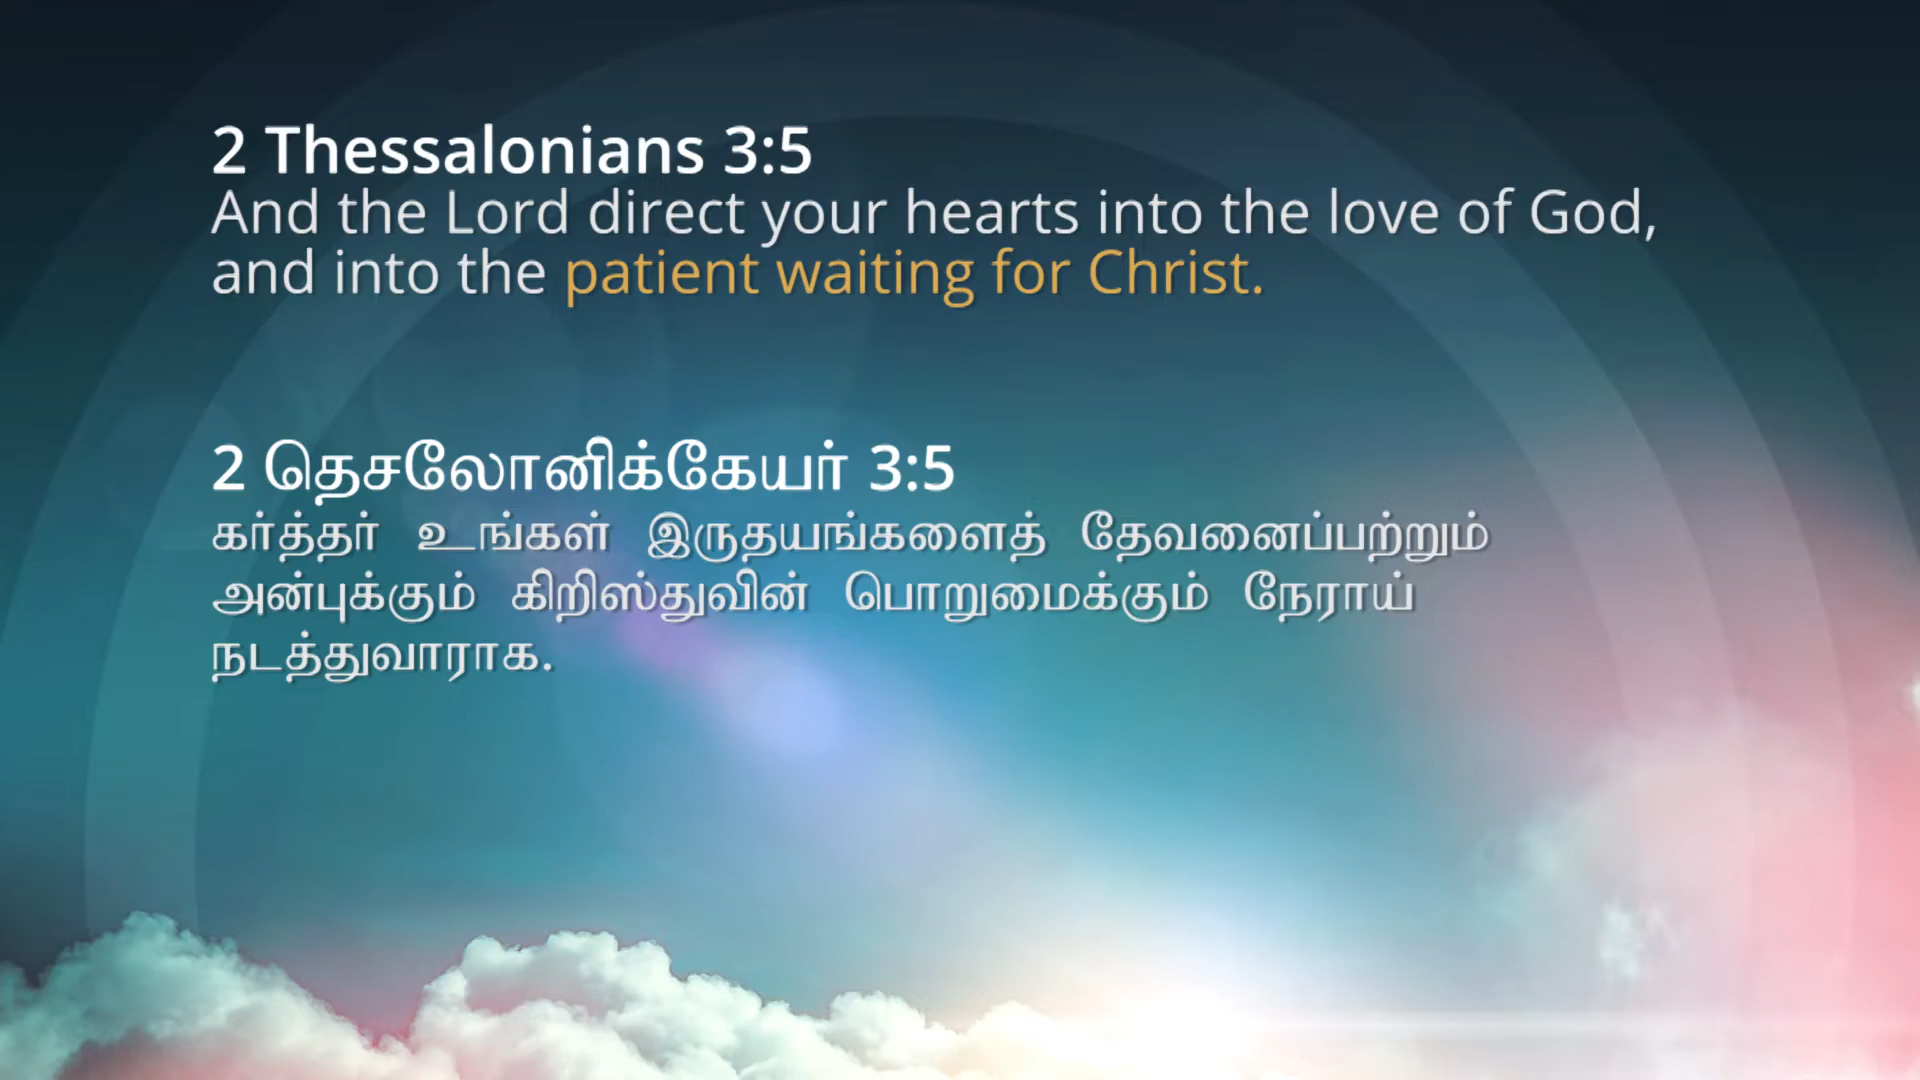 2 Thessalonians 3:5
And the Lord direct your hearts into the love of God,
and into the patient waiting for Christ.
2 தெசலோனிக்கேயர் 3:5
கர்த்தர் உங்கள் இருதயங்களைத் தேவனைப்பற்றும்
அன்புக்கும் கிறிஸ்துவின் பொறுமைக்கும் நேராய்
நடத்துவாராக.